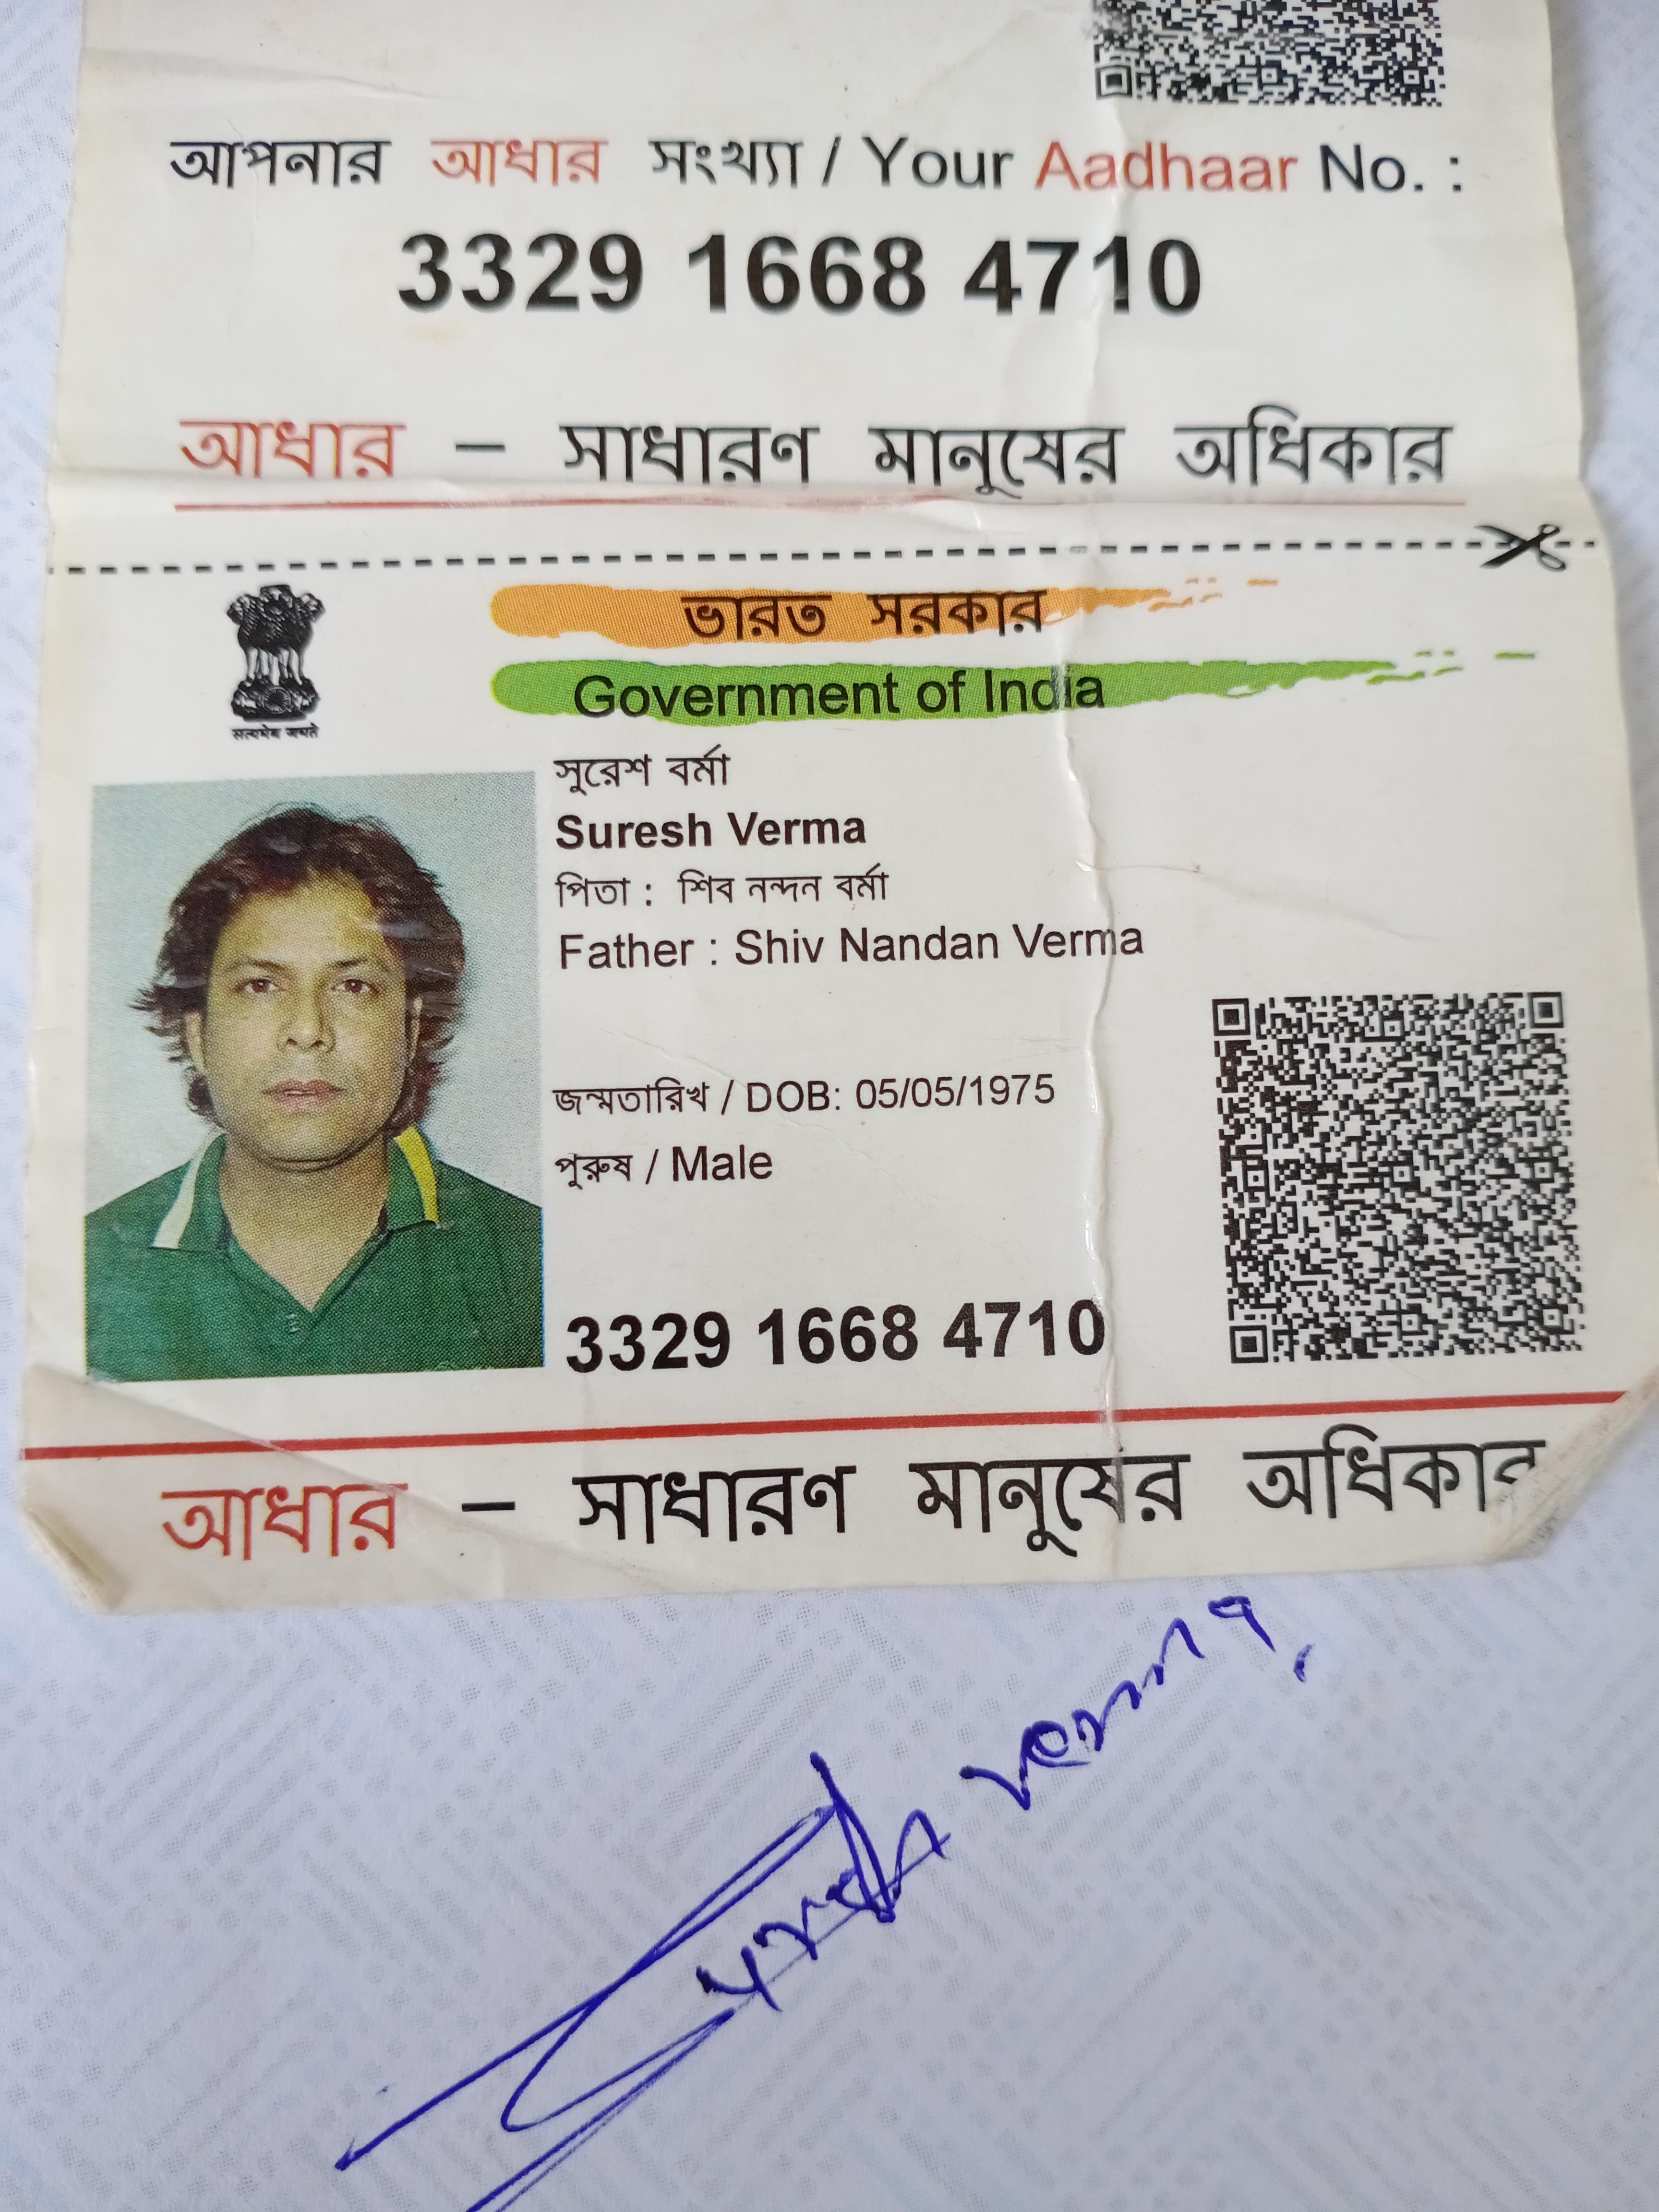 আপনার আধার সংখ্যা / Your Aadhaar No. :
3329 1668 4710
আধার – সাধারণ মানুষের অধিকার
ভারত সরকার
Government of India
सत्यमेव जयते
সুরেশ বর্মা
Suresh Verma
পিতা : শিব নন্দন বর্মা
Father : Shiv Nandan Verma
জন্মতারিখ / DOB: 05/05/1975
পুরুষ / Male
3329 1668 4710
আধার – সাধারণ মানুষের অধিকার
Suresh Verma